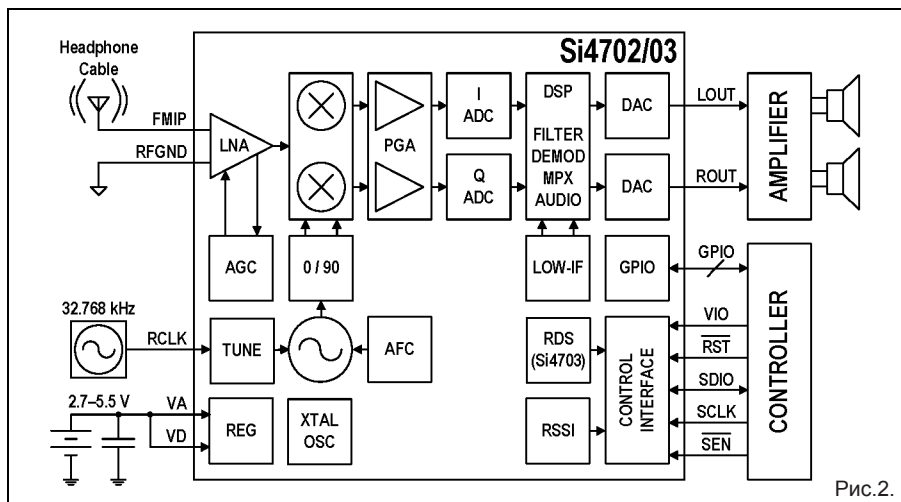 Si4702/03
Headphone
Cable
FMIP
RFGND
LNA
PGA
I
ADC
Q
ADC
DSP
FILTER
DEMOD
MPX
AUDIO
DAC
DAC
LOUT
ROUT
AMPLIFIER
AGC
0 / 90
LOW-IF
GPIO
GPIO
32.768 kHz
RCLK
TUNE
AFC
RDS
(Si4703)
CONTROL
INTERFACE
VIO
RST
SDIO
SCLK
SEN
CONTROLLER
2.7–5.5 V
VA
VD
REG
XTAL
OSC
RSSI
Рис.2.